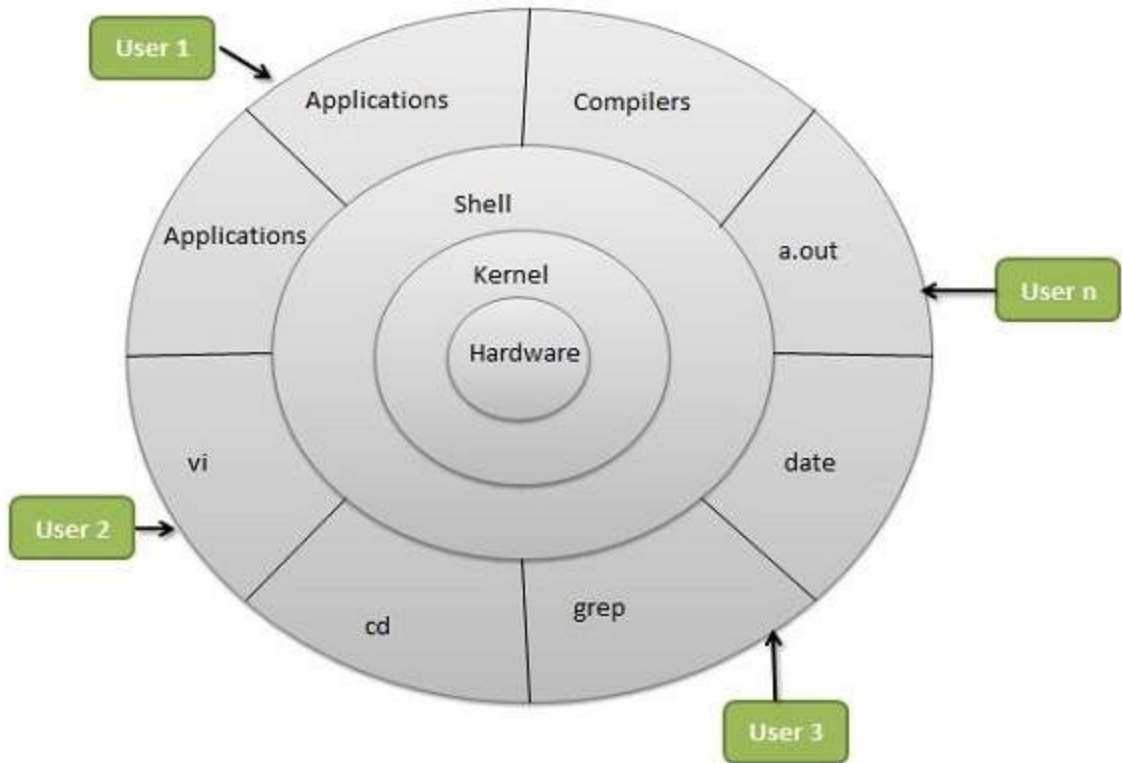 User 1
Applications
Compilers
Shell
Applications
a.out
Kernel
User n
Hardware
vi
date
User 2
grep
cd
User 3